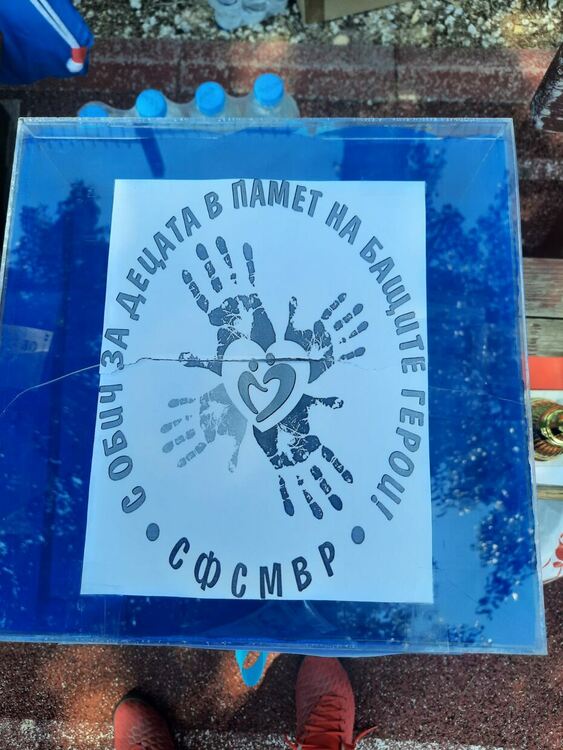 С ОБИЧ ЗА ДЕЦАТА В ПАМЕТ НА БАЩИТЕ ГЕРОИ!
• СФСМВР •